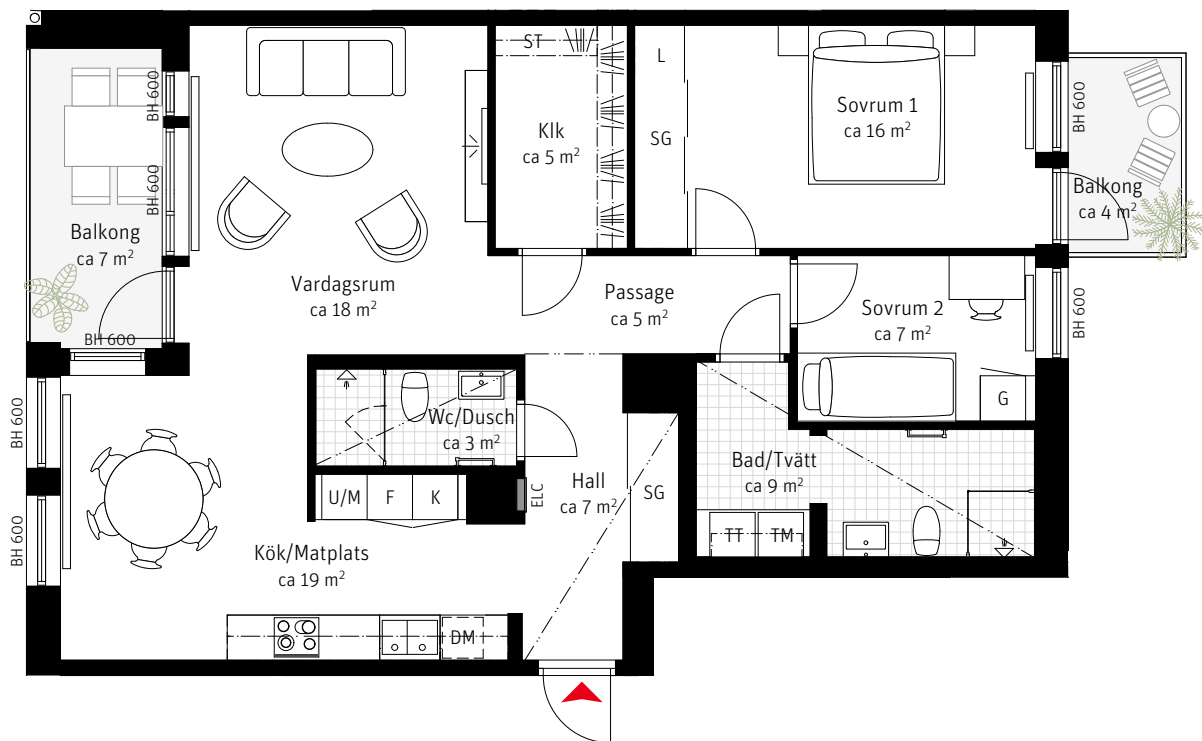 ST
L
SG
Klk
ca 5 m²
Sovrum 1
ca 16 m²
BH 600
BH 600
BH 600
Balkong
ca 4 m²
Balkong
ca 7 m²
BH 600
Vardagsrum
ca 18 m²
Passage
ca 5 m²
Sovrum 2
ca 7 m²
BH 600
G
BH 600
Wc/Dusch
ca 3 m²
Bad/Tvätt
ca 9 m²
U/M
F
K
ELC
Hall
ca 7 m²
SG
TT
TM
BH 600
Kök/Matplats
ca 19 m²
DM